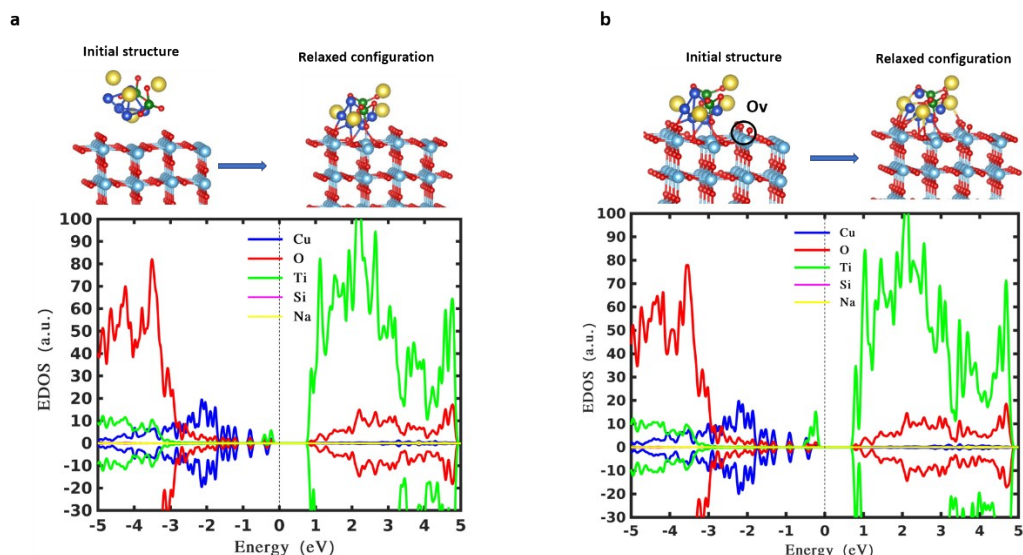 a
Initial structure
Relaxed configuration
100
90
80
70
60
50
40
30
20
10
0
-10
-20
-30
EDOS (a.u.)
Cu
O
Ti
Si
Na
-5 -4 -3 -2 -1 0 1 2 3 4 5
Energy (eV)
b
Initial structure
Relaxed configuration
Ov
100
90
80
70
60
50
40
30
20
10
0
-10
-20
-30
EDOS (a.u.)
Cu
O
Ti
Si
Na
-5 -4 -3 -2 -1 0 1 2 3 4 5
Energy (eV)